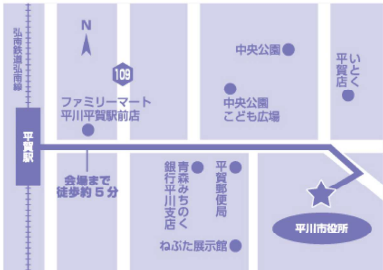 弘南鉄道弘南線
N
109
中央公園
いとく
平賀店
ファミリーマート
平川平賀駅前店
中央公園
こども広場
平賀駅
会場まで
徒歩約5分
青森みちのく
銀行平川支店
平賀郵便局
平川市役所
ねぷた展示館